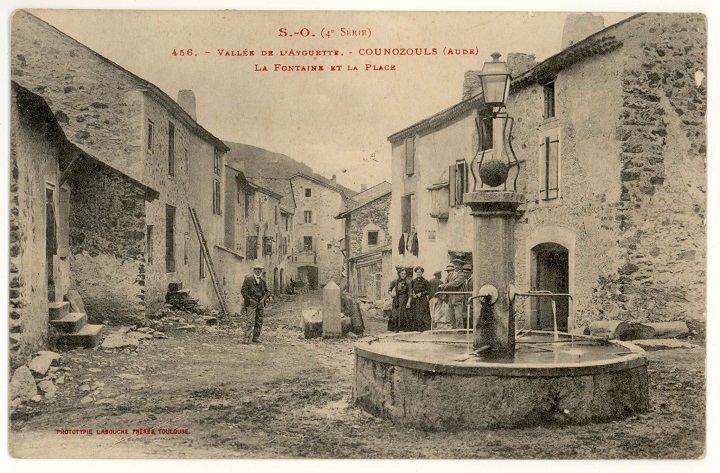 S.-O. (4e SÉRIE)
456. - VALLÉE DE L'AYGUETTE. - COUNOZOULS (AUDE)
LA FONTAINE ET LA PLACE
PHOTOTYPIE LABOUCHE FRÈRES TOULOUSE.